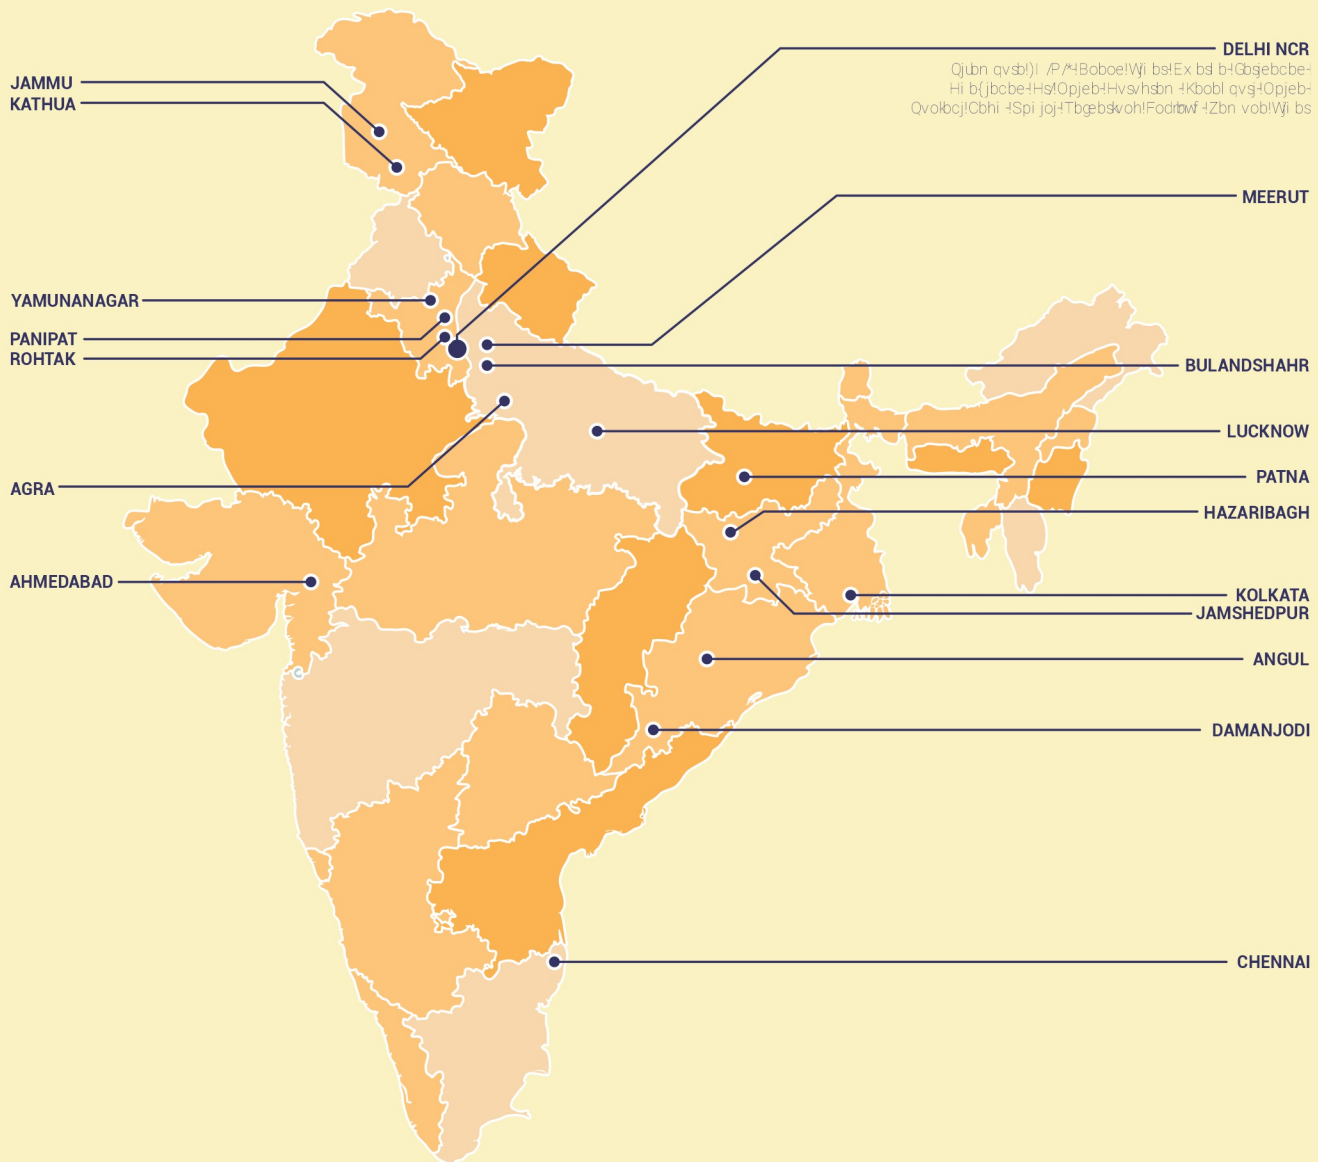 JAMMU
KATHUA
YAMUNANAGAR
PANIPAT
ROHTAK
AGRA
AHMEDABAD
DELHI NCR
MEERUT
BULANDSHAHR
LUCKNOW
PATNA
HAZARIBAGH
KOLKATA
JAMSHEDPUR
ANGUL
DAMANJODI
CHENNAI